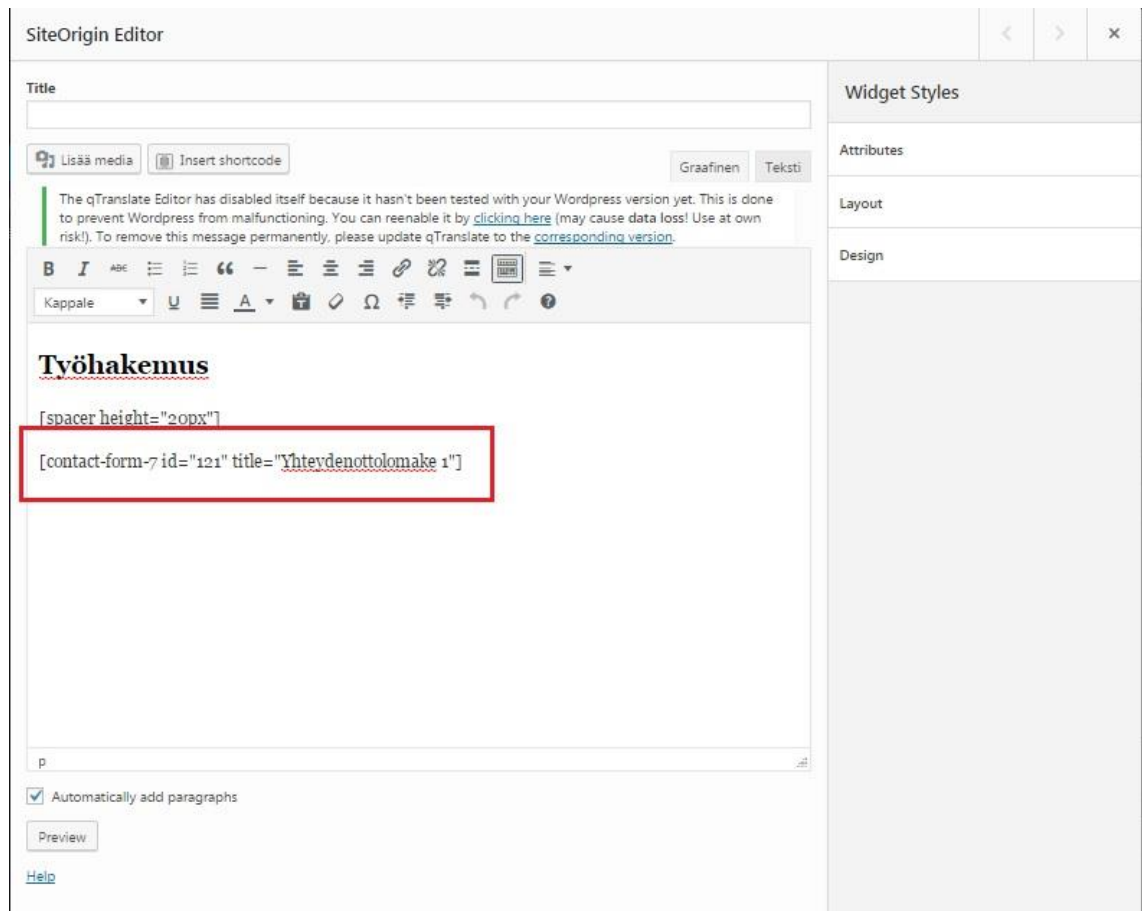 SiteOrigin Editor
Title
Widget Styles
Lisää media
Insert shortcode
Graafinen
Teksti
Attributes
The qTranslate Editor has disabled itself because it hasn't been tested with your Wordpress version yet. This is done
to prevent Wordpress from malfunctioning. You can reenable it by clicking here (may cause data loss! Use at own
risk!). To remove this message permanently, please update qTranslate to the corresponding version.
Layout
Design
B I ABC
Kappale
U A Ω
Työhakemus
[spacer height="20px"]
[contact-form-7 id="121" title="Yhteydenottolomake 1"]
p
Automatically add paragraphs
Preview
Help